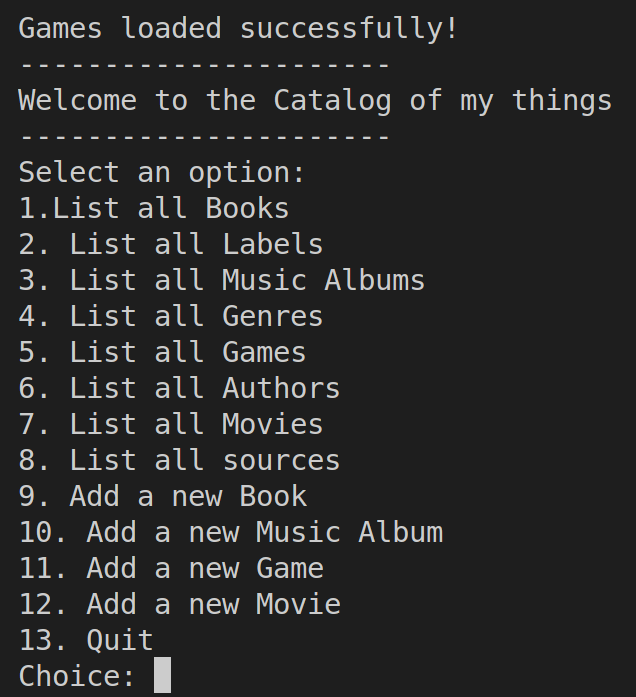 Games loaded successfully!
----------------------
Welcome to the Catalog of my things
----------------------
Select an option:
1.List all Books
2. List all Labels
3. List all Music Albums
4. List all Genres
5. List all Games
6. List all Authors
7. List all Movies
8. List all sources
9. Add a new Book
10. Add a new Music Album
11. Add a new Game
12. Add a new Movie
13. Quit
Choice: